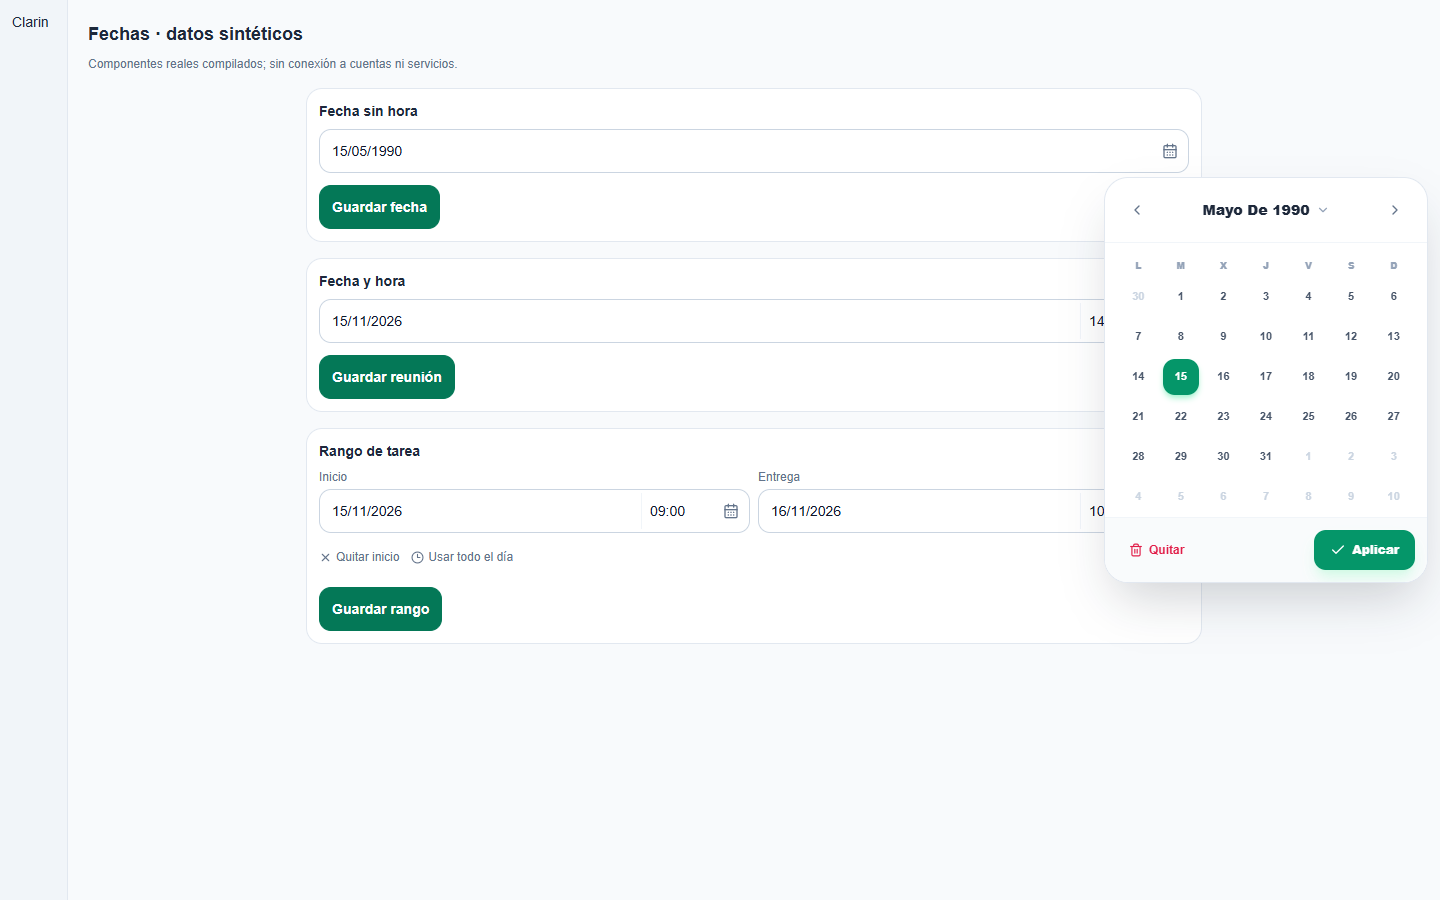 Clarin
Fechas · datos sintéticos
Componentes reales compilados; sin conexión a cuentas ni servicios.
Fecha sin hora
15/05/1990
Guardar fecha
Fecha y hora
15/11/2026
14
Guardar reunión
Rango de tarea
Inicio
Entrega
15/11/2026
09:00
16/11/2026
10
Quitar inicio
Usar todo el día
Guardar rango
Mayo De 1990
L M X J V S D
30 1 2 3 4 5 6
7 8 9 10 11 12 13
14 15 16 17 18 19 20
21 22 23 24 25 26 27
28 29 30 31 1 2 3
4 5 6 7 8 9 10
Quitar
Aplicar